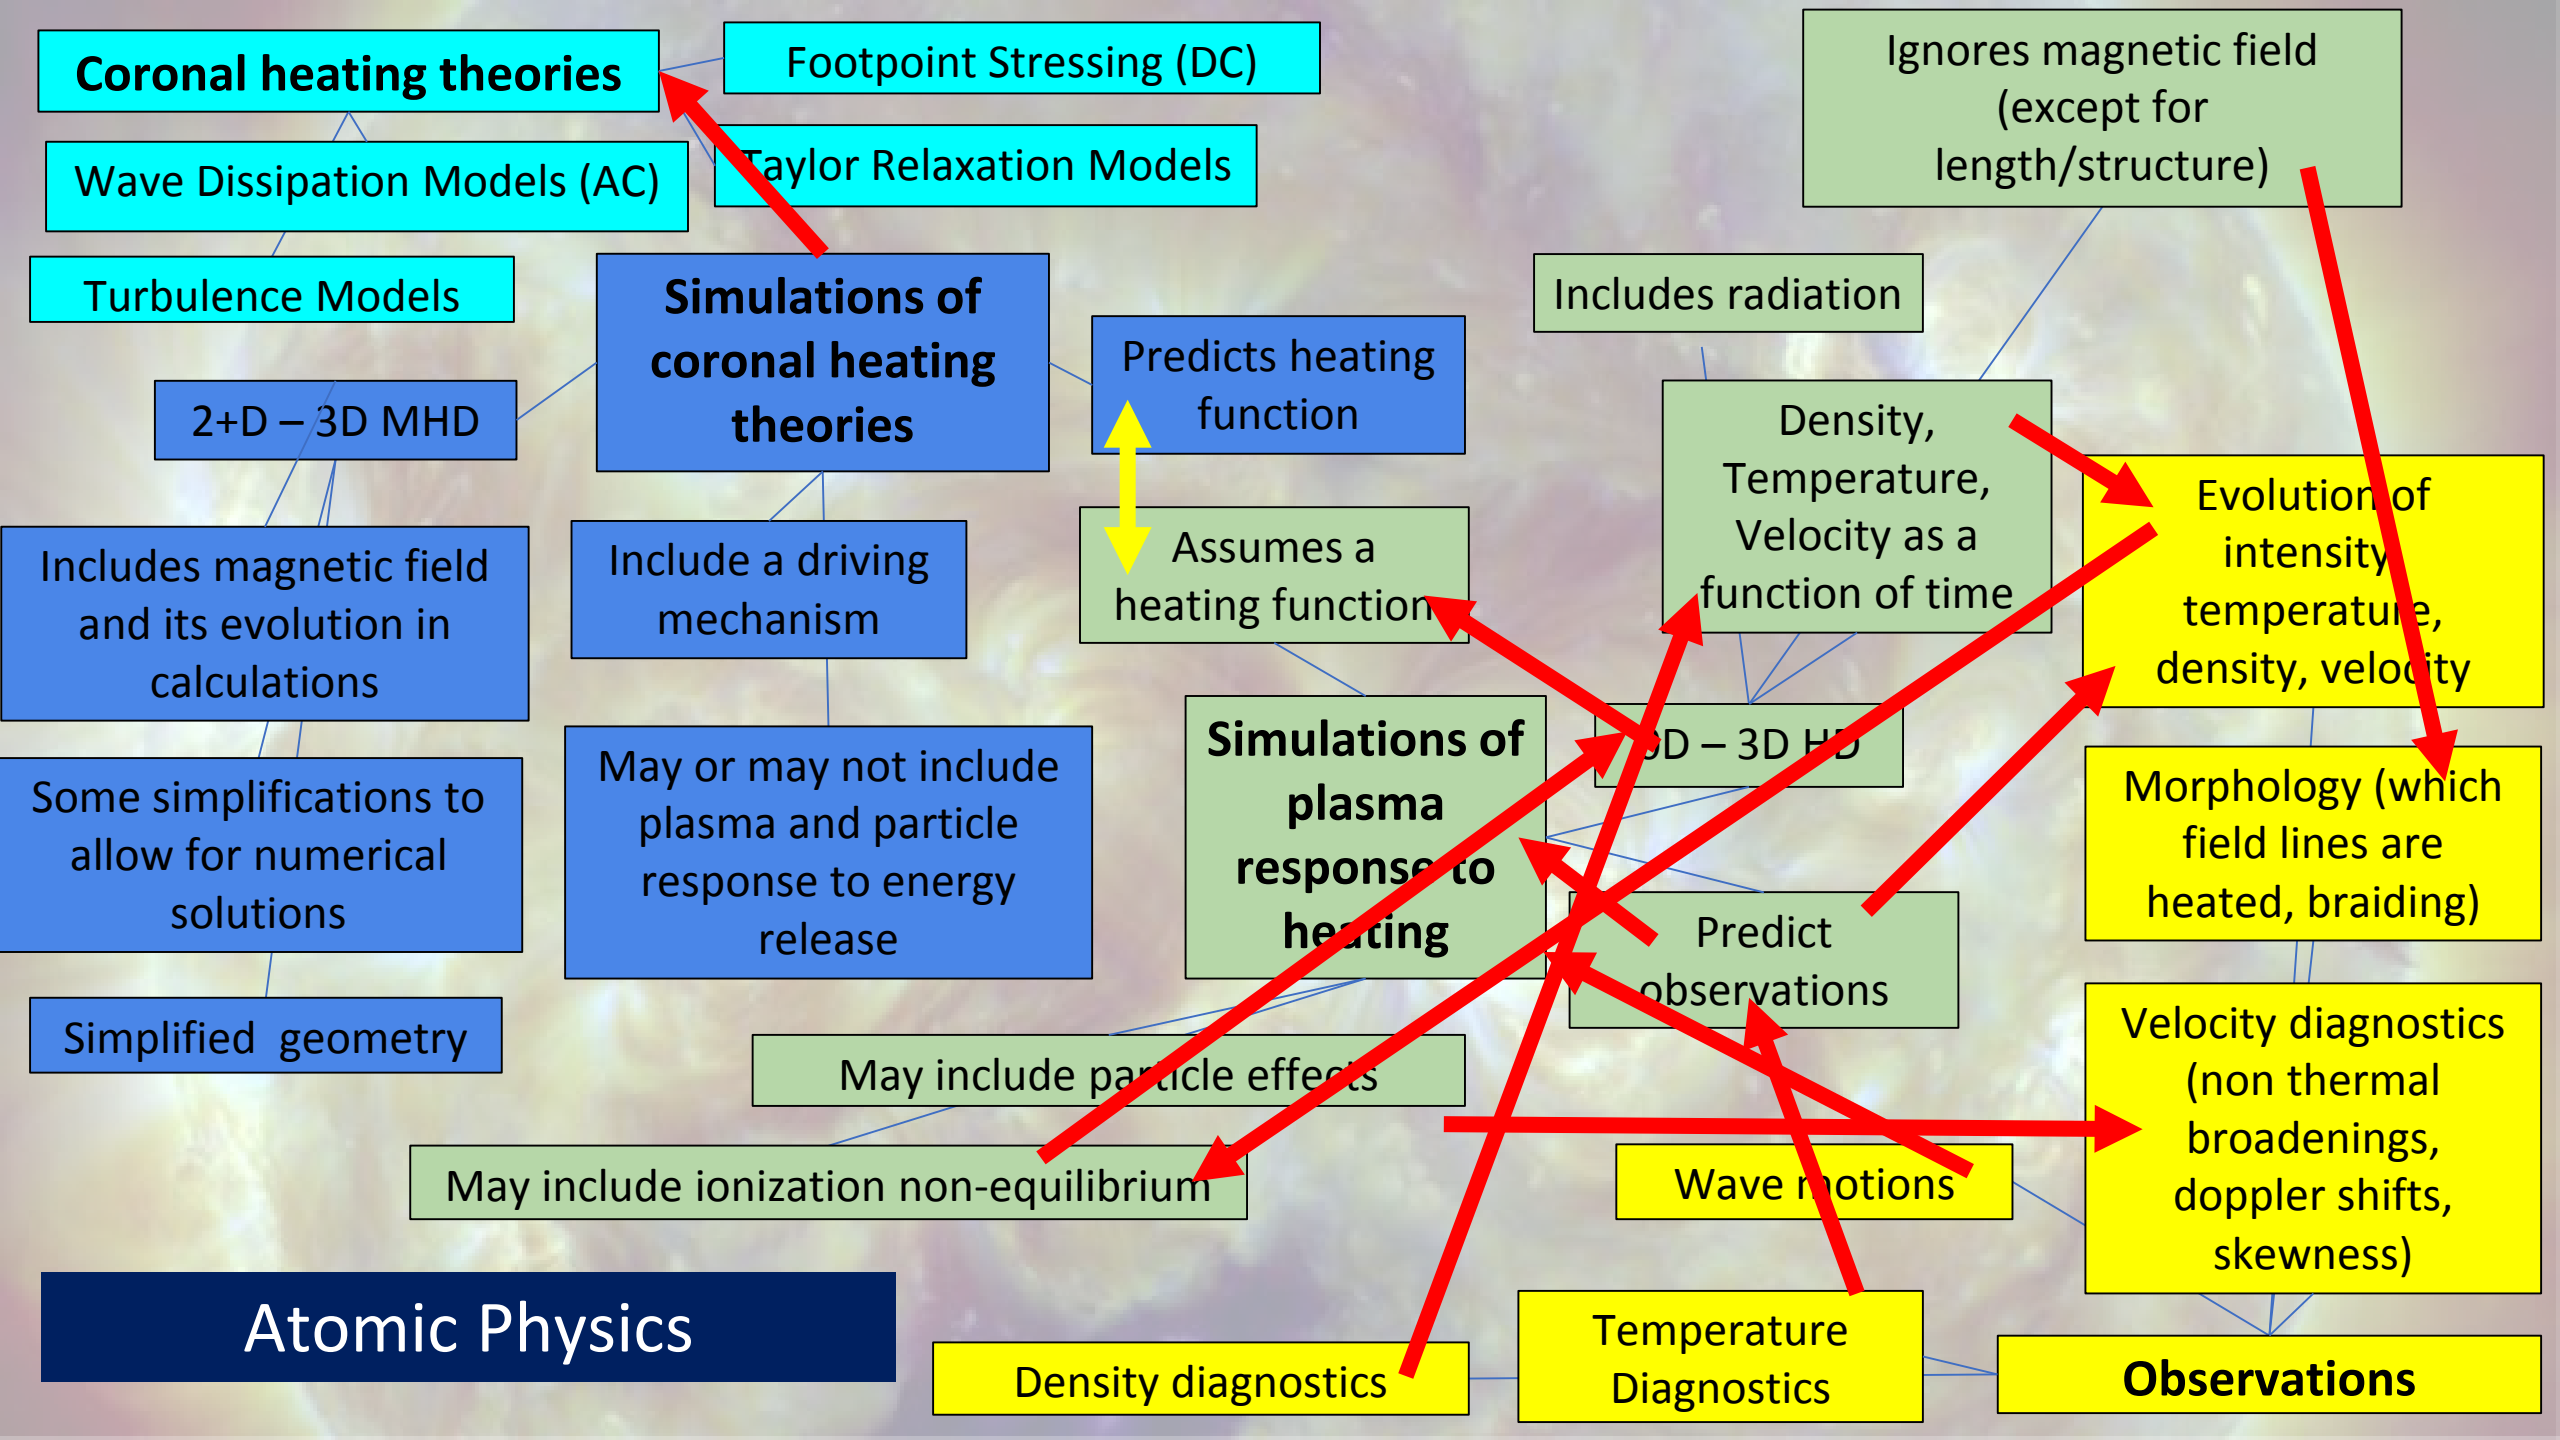 Coronal heating theories
Footpoint Stressing (DC)
Wave Dissipation Models (AC)
Taylor Relaxation Models
Turbulence Models
Simulations of
coronal heating
theories
Predicts heating
function
2+D – 3D MHD
Includes magnetic field
and its evolution in
calculations
Include a driving
mechanism
Some simplifications to
allow for numerical
solutions
May or may not include
plasma and particle
response to energy
release
Simplified  geometry
Ignores magnetic field
(except for
length/structure)
Includes radiation
Density,
Temperature,
Velocity as a
function of time
Assumes a
heating function
Simulations of
plasma
response to
heating
0D – 3D HD
Predict
observations
May include particle effects
May include ionization non-equilibrium
Evolution of
intensity
temperature,
density, velocity
Morphology (which
field lines are
heated, braiding)
Velocity diagnostics
(non thermal
broadenings,
doppler shifts,
skewness)
Wave motions
Temperature
Diagnostics
Density diagnostics
Observations
Atomic Physics